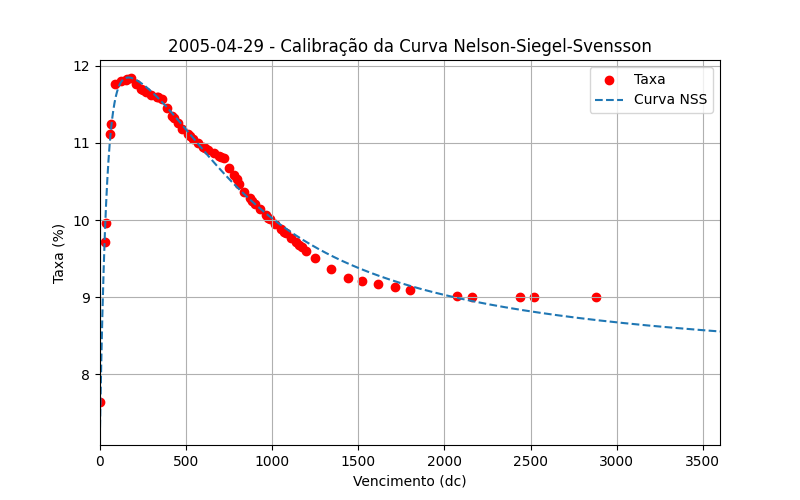 2005-04-29 - Calibração da Curva Nelson-Siegel-Svensson
Taxa
Curva NSS
Taxa (%)
12
11
10
9
8
0 500 1000 1500 2000 2500 3000 3500
Vencimento (dc)